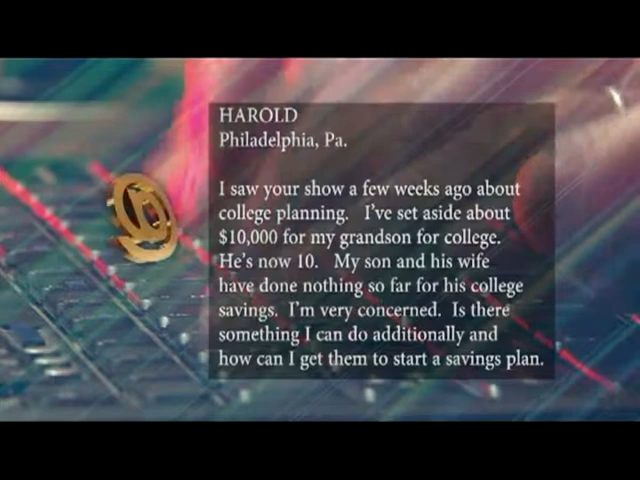 HAROLD
Philadelphia, Pa.
I saw your show a few weeks ago about
college planning. I've set aside about
$10,000 for my grandson for college.
He's now 10. My son and his wife
have done nothing so far for his college
savings. I'm very concerned. Is there
something I can do additionally and
how can I get them to start a savings plan.